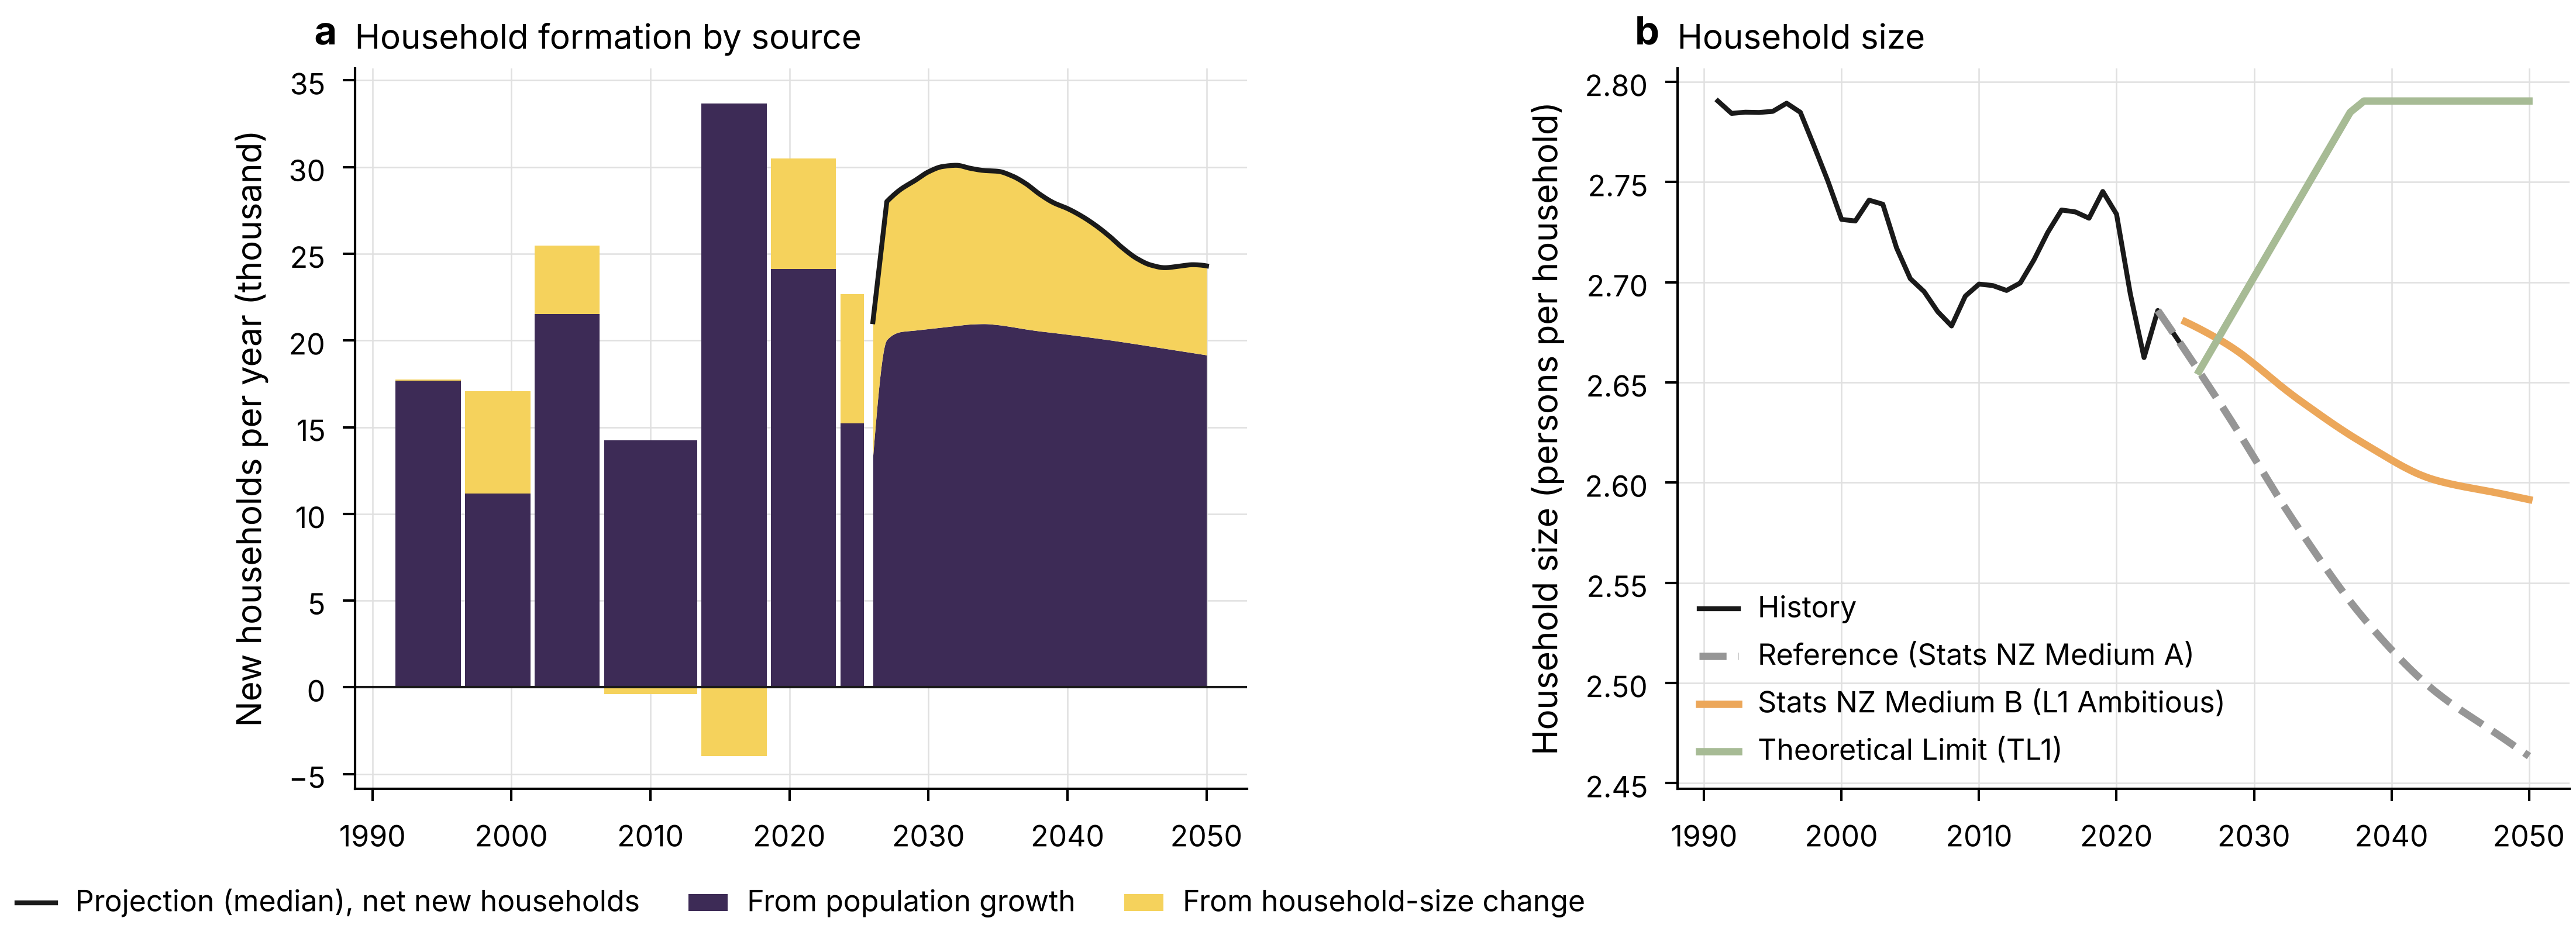 a Household formation by source
New households per year (thousand)
35
30
25
20
15
10
5
0
−5
1990 2000 2010 2020 2030 2040 2050
Projection (median), net new households From population growth From household-size change
b Household size
Household size (persons per household)
2.80
2.75
2.70
2.65
2.60
2.55
2.50
2.45
History
Reference (Stats NZ Medium A)
Stats NZ Medium B (L1 Ambitious)
Theoretical Limit (TL1)
1990 2000 2010 2020 2030 2040 2050